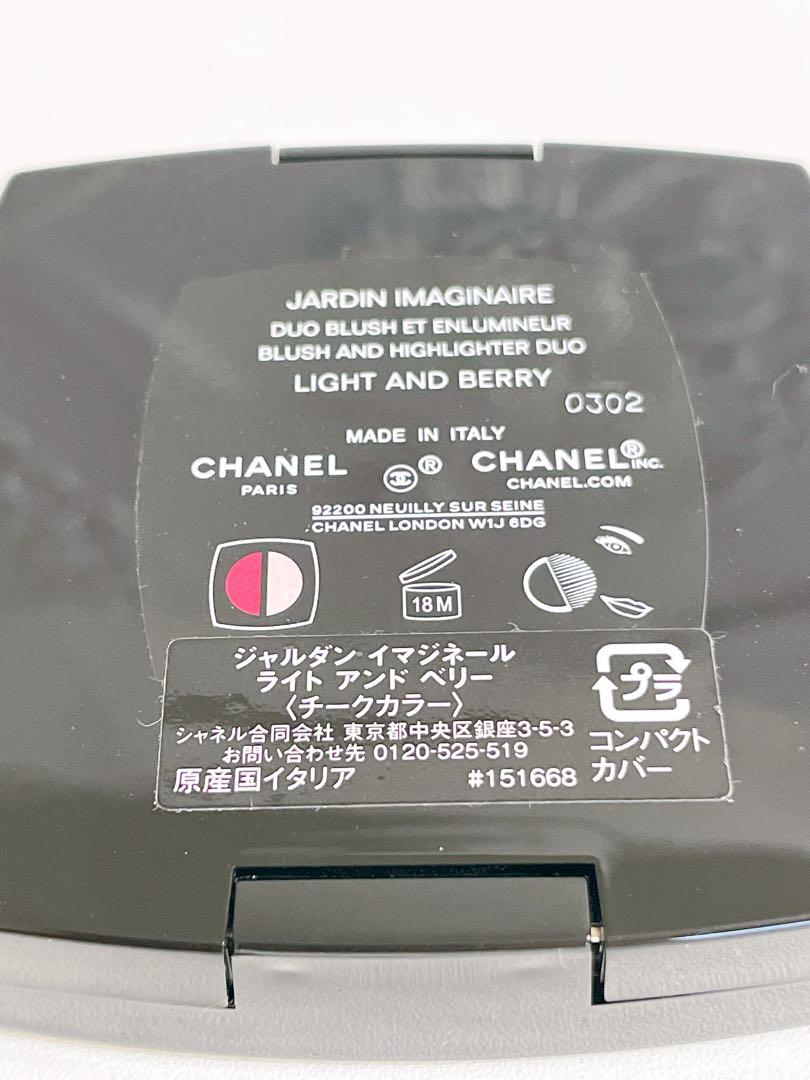 JARDIN IMAGINAIRE
DUO BLUSH ET ENLUMINEUR
BLUSH AND HIGHLIGHTER DUO
LIGHT AND BERRY
0302
MADE IN ITALY
CHANEL ® CHANEL® INC.
PARIS CHANEL.COM
92200 NEUILLY SUR SEINE
CHANEL LONDON W1J 6DG
18M
ジャルダン イマジネール
ライト アンド ベリー
〈チークカラー〉
シャネル合同会社 東京都中央区銀座3-5-3
お問い合わせ先 0120-525-519
原産国イタリア #151668
プラ
コンパクト
カバー